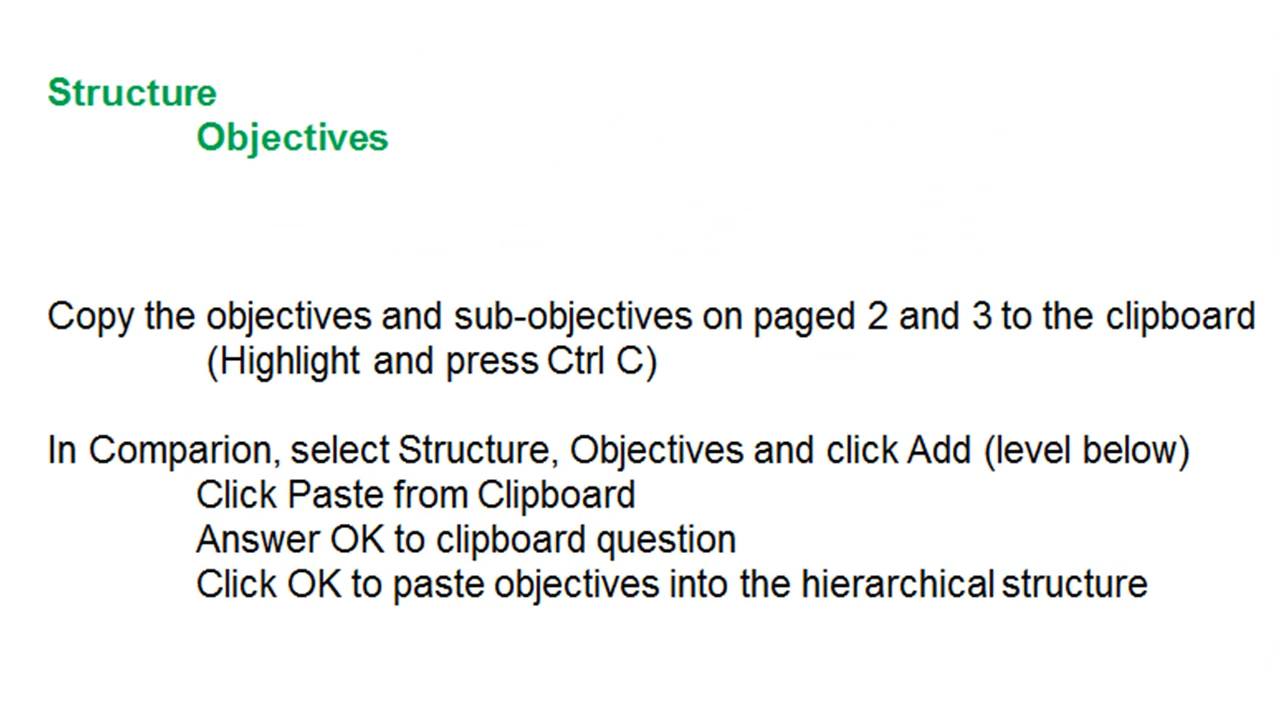 Structure
Objectives
Copy the objectives and sub-objectives on paged 2 and 3 to the clipboard
(Highlight and press Ctrl C)
In Comparion, select Structure, Objectives and click Add (level below)
Click Paste from Clipboard
Answer OK to clipboard question
Click OK to paste objectives into the hierarchical structure